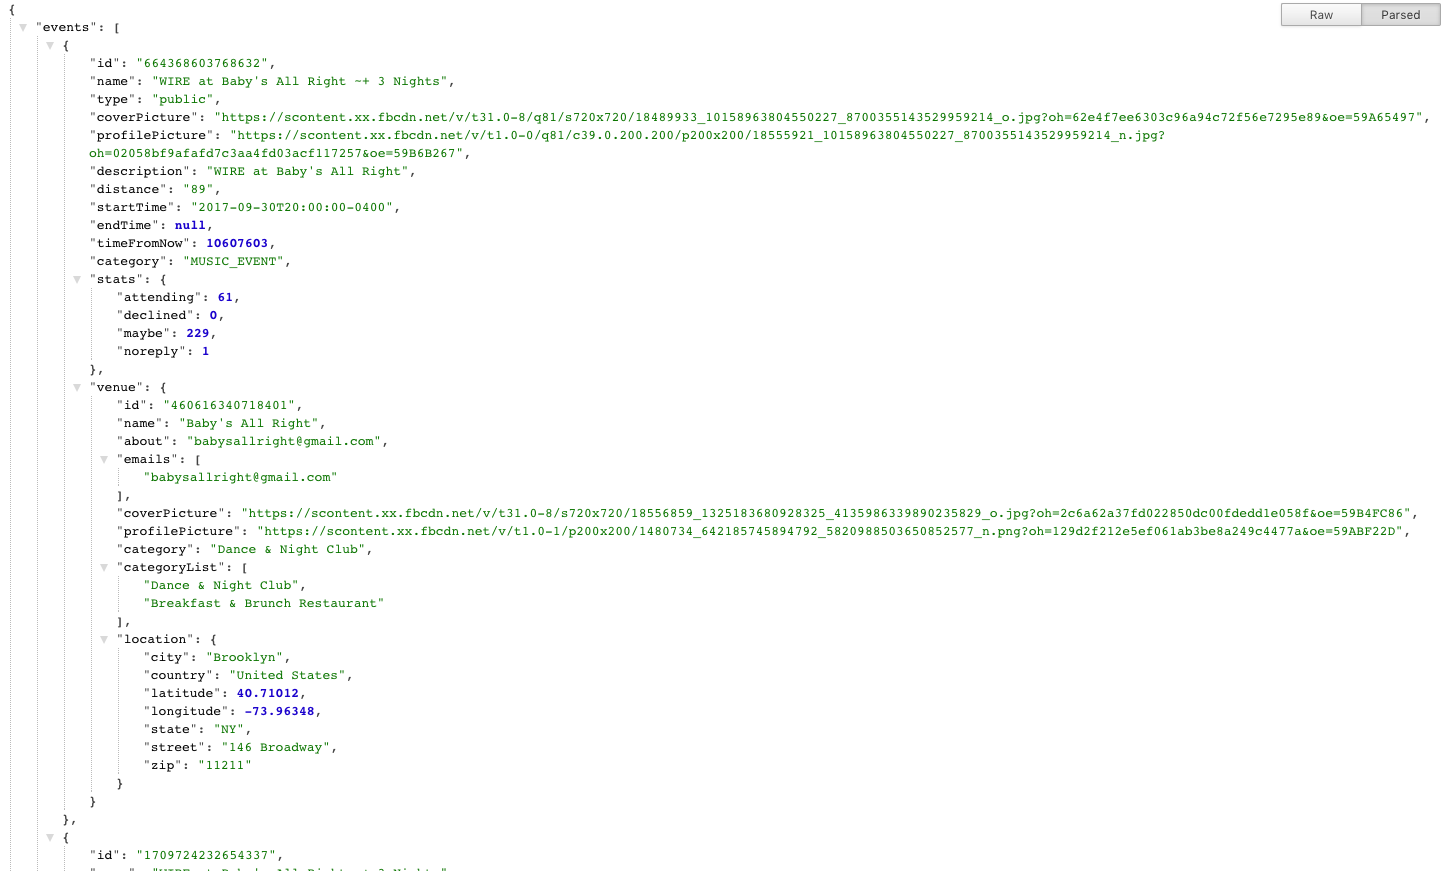 {
Raw Parsed
"events": [
{
"id": "664368603768632",
"name": "WIRE at Baby's All Right ~+ 3 Nights",
"type": "public",
"coverPicture": "https://scontent.xx.fbcdn.net/v/t31.0-8/q81/s720x720/18489933_10158963804550227_8700355143529959214_o.jpg?oh=62e4f7ee6303c96a94c72f56e7295e89&oe=59A65497",
"profilePicture": "https://scontent.xx.fbcdn.net/v/t1.0-0/q81/c39.0.200.200/p200x200/18555921_10158963804550227_8700355143529959214_n.jpg?
oh=02058bf9afafd7c3aa4fd03acf117257&oe=59B6B267",
"description": "WIRE at Baby's All Right",
"distance": "89",
"startTime": "2017-09-30T20:00:00-0400",
"endTime": null,
"timeFromNow": 10607603,
"category": "MUSIC_EVENT",
"stats": {
"attending": 61,
"declined": 0,
"maybe": 229,
"noreply": 1
},
"venue": {
"id": "460616340718401",
"name": "Baby's All Right",
"about": "babysallright@gmail.com",
"emails": [
"babysallright@gmail.com"
],
"coverPicture": "https://scontent.xx.fbcdn.net/v/t31.0-8/s720x720/18556859_1325183680928325_4135986339890235829_o.jpg?oh=2c6a62a37fd022850dc00fdedd1e058f&oe=59B4FC86",
"profilePicture": "https://scontent.xx.fbcdn.net/v/t1.0-1/p200x200/1480734_642185745894792_5820988503650852577_n.png?oh=129d2f212e5ef061ab3be8a249c4477a&oe=59ABF22D",
"category": "Dance & Night Club",
"categoryList": [
"Dance & Night Club",
"Breakfast & Brunch Restaurant"
],
"location": {
"city": "Brooklyn",
"country": "United States",
"latitude": 40.71012,
"longitude": -73.96348,
"state": "NY",
"street": "146 Broadway",
"zip": "11211"
}
}
},
{
"id": "1709724232654337",